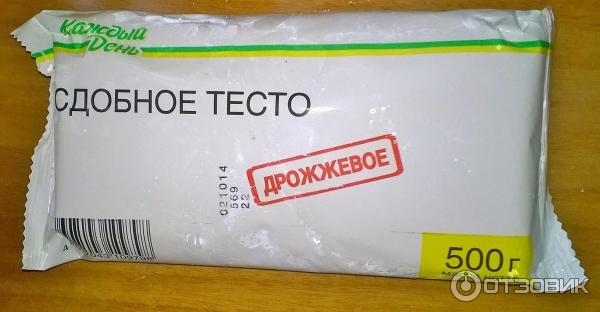 Каждый
День
СДОБНОЕ ТЕСТО
ДРОЖЖЕВОЕ
021014
569
22
500 г
ОТЗОВИК